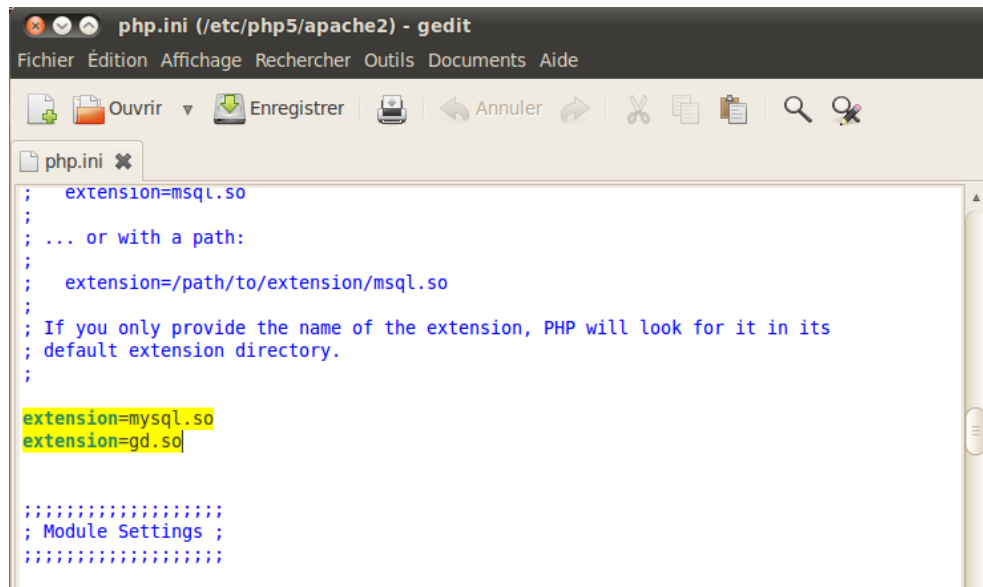 php.ini (/etc/php5/apache2) - gedit
Fichier Édition Affichage Rechercher Outils Documents Aide
Ouvrir Enregistrer Annuler
php.ini
;   extension=msql.so
;
; ... or with a path:
;
;   extension=/path/to/extension/msql.so
;
; If you only provide the name of the extension, PHP will look for it in its
; default extension directory.
;
extension=mysql.so
extension=gd.so
;;;;;;;;;;;;;;;;;;;
; Module Settings ;
;;;;;;;;;;;;;;;;;;;